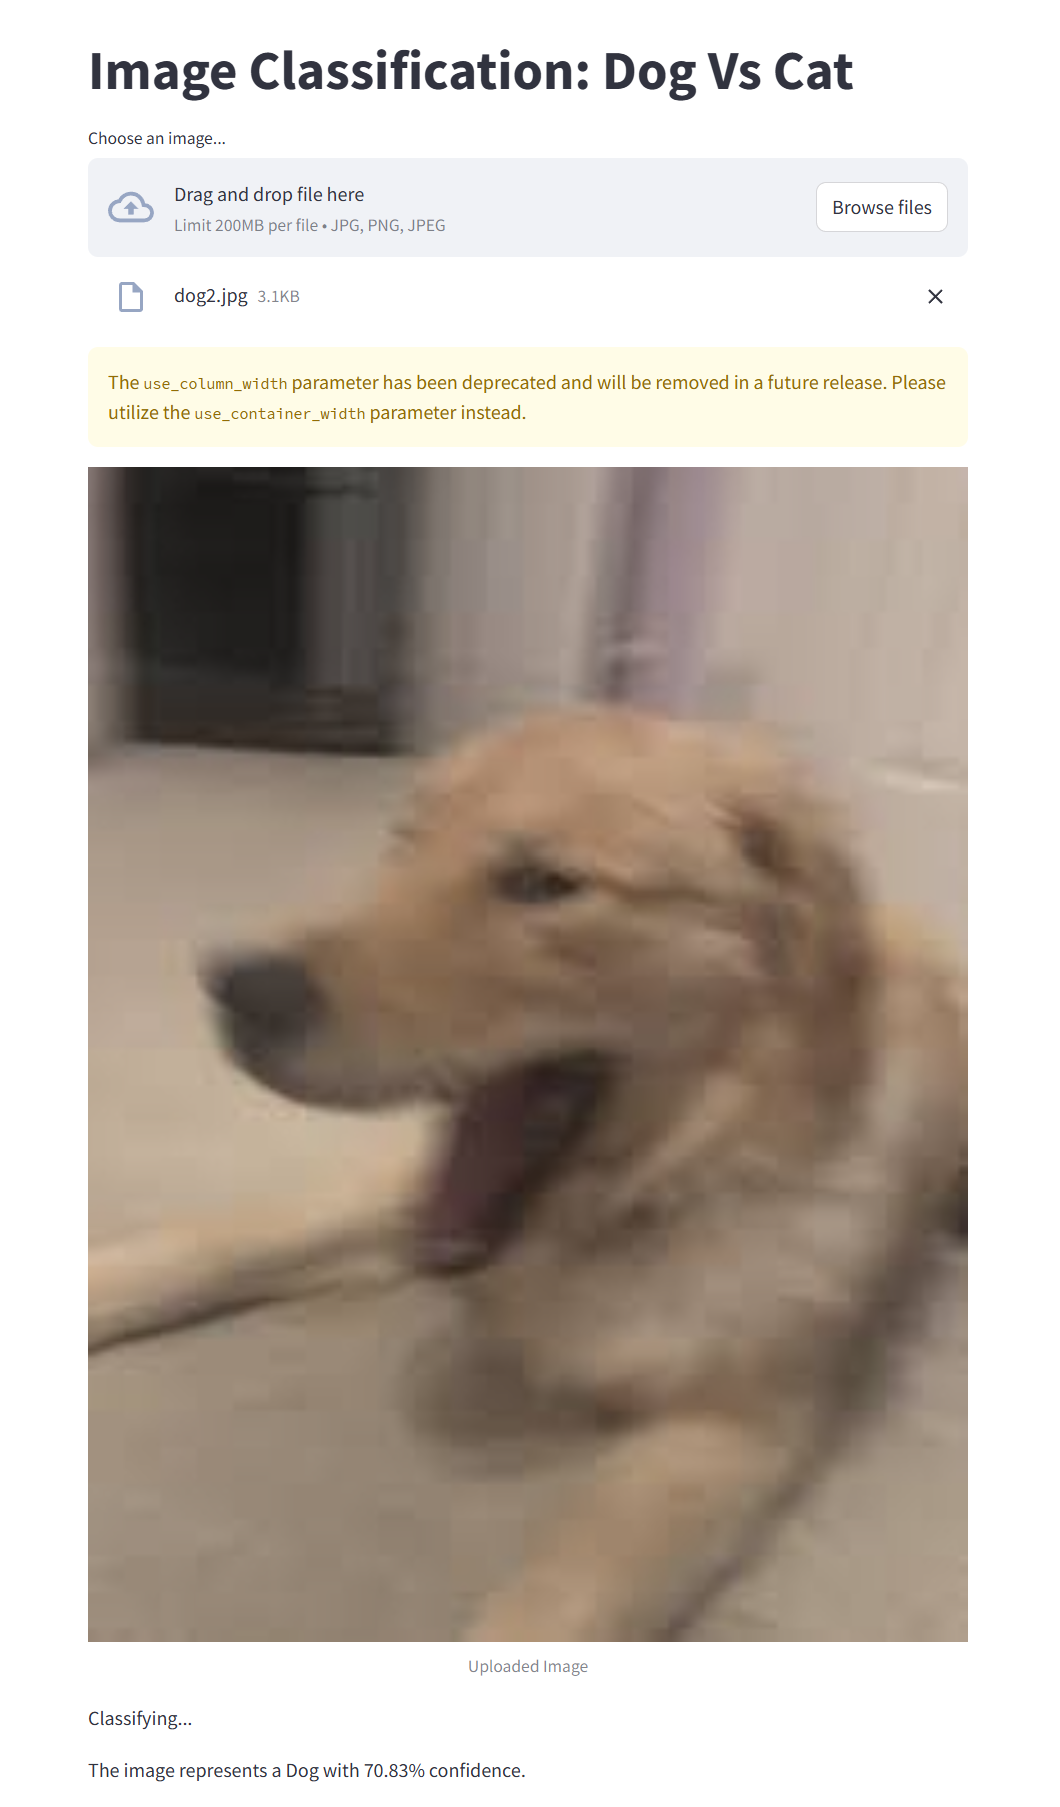 Image Classification: Dog Vs Cat
Choose an image...
Drag and drop file here
Limit 200MB per file • JPG, PNG, JPEG
Browse files
dog2.jpg 3.1KB
The use_column_width parameter has been deprecated and will be removed in a future release. Please
utilize the use_container_width parameter instead.
Uploaded Image
Classifying...
The image represents a Dog with 70.83% confidence.